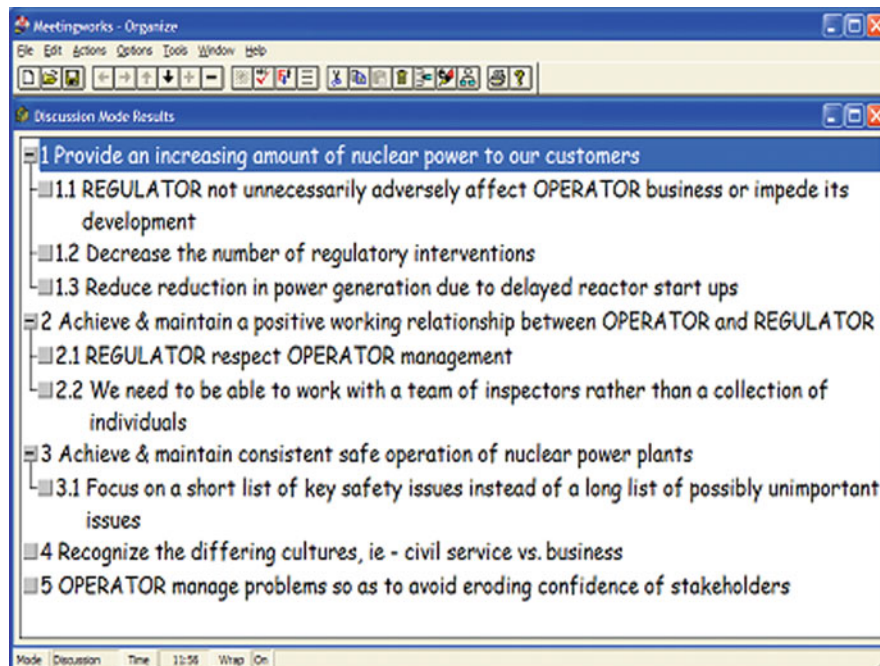 Meetingworks - Organize
File Edit Actions Options Tools Window Help
Discussion Mode Results
1 Provide an increasing amount of nuclear power to our customers
1.1 REGULATOR not unnecessarily adversely affect OPERATOR business or impede its
development
1.2 Decrease the number of regulatory interventions
1.3 Reduce reduction in power generation due to delayed reactor start ups
2 Achieve & maintain a positive working relationship between OPERATOR and REGULATOR
2.1 REGULATOR respect OPERATOR management
2.2 We need to be able to work with a team of inspectors rather than a collection of
individuals
3 Achieve & maintain consistent safe operation of nuclear power plants
3.1 Focus on a short list of key safety issues instead of a long list of possibly unimportant
issues
4 Recognize the differing cultures, ie - civil service vs. business
5 OPERATOR manage problems so as to avoid eroding confidence of stakeholders
Mode Discussion Time 11:56 Wrap On